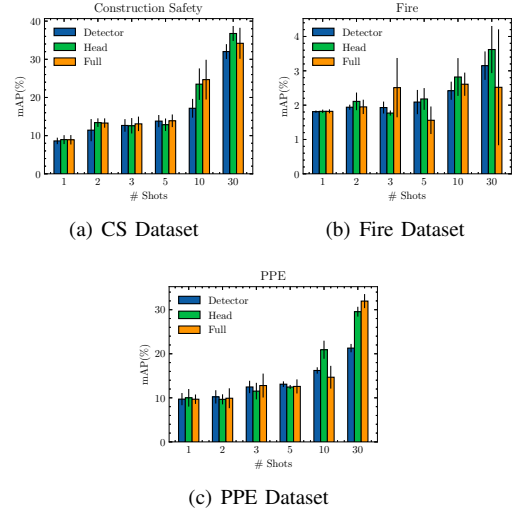 Construction Safety
40
30
20
10
0
mAP(%)
Detector
Head
Full
1 2 3 5 10 30
# Shots
(a) CS Dataset
Fire
4
3
2
1
0
mAP(%)
Detector
Head
Full
1 2 3 5 10 30
# Shots
(b) Fire Dataset
PPE
30
20
10
0
mAP(%)
Detector
Head
Full
1 2 3 5 10 30
# Shots
(c) PPE Dataset